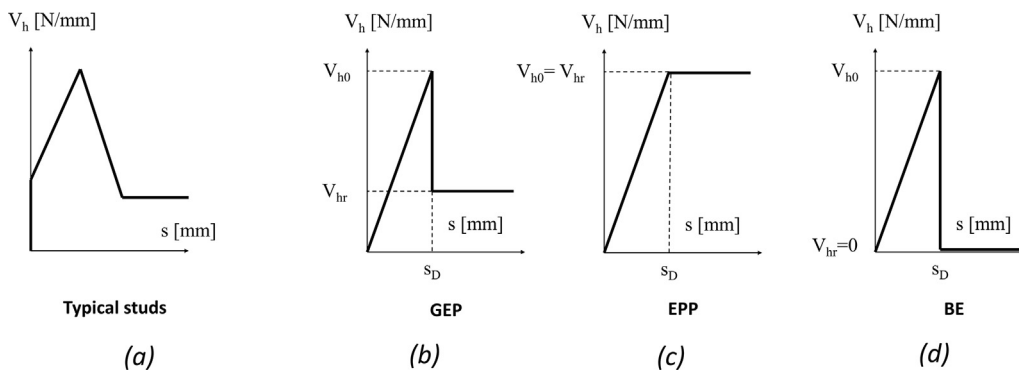 V_h [N/mm]
s [mm]
Typical studs
(a)
V_h [N/mm]
V_h0
V_hr
s [mm]
s_D
GEP
(b)
V_h [N/mm]
V_h0= V_hr
s [mm]
s_D
EPP
(c)
V_h [N/mm]
V_h0
s [mm]
V_hr=0
s_D
BE
(d)